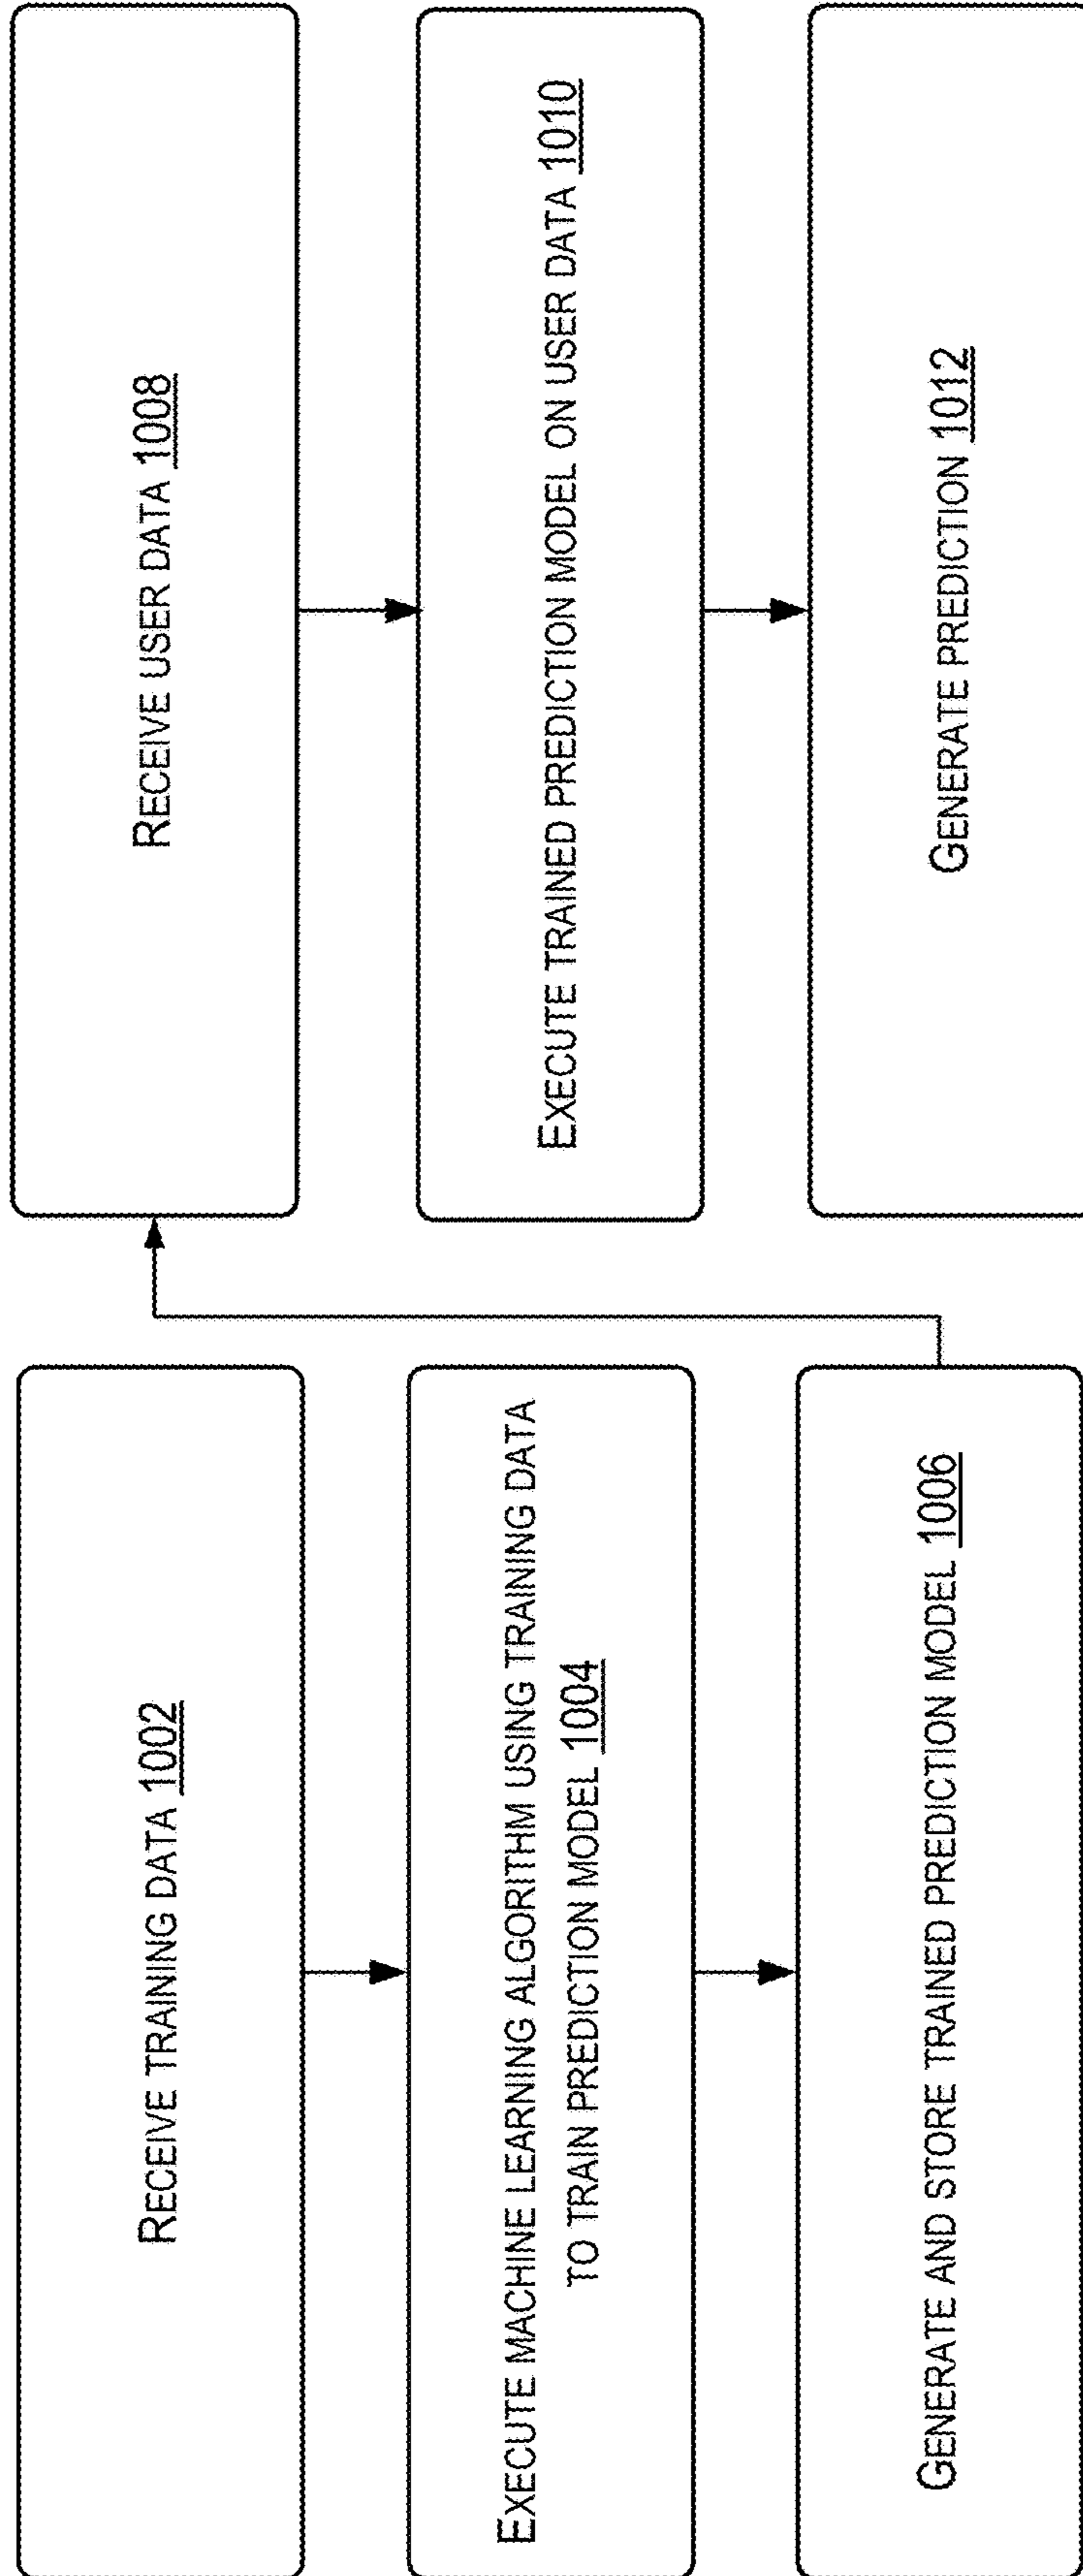 RECEIVE TRAINING DATA 1002
EXECUTE MACHINE LEARNING ALGORITHM USING TRAINING DATA
TO TRAIN PREDICTION MODEL 1004
GENERATE AND STORE TRAINED PREDICTION MODEL 1006
RECEIVE USER DATA 1008
EXECUTE TRAINED PREDICTION MODEL ON USER DATA 1010
GENERATE PREDICTION 1012